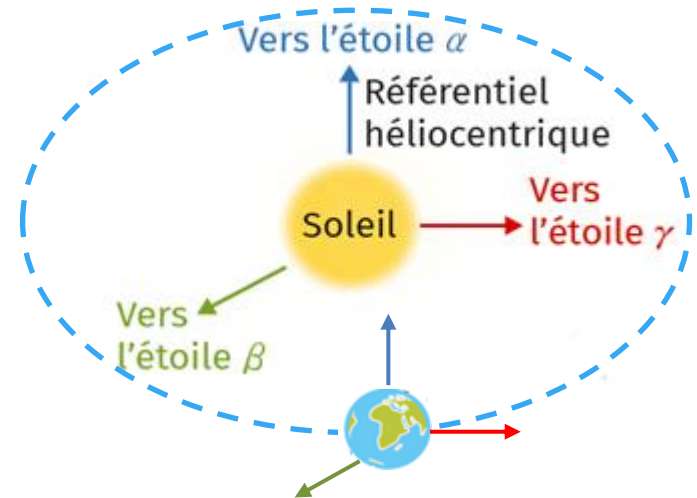 Vers l'étoile α
Référentiel
héliocentrique
Soleil
Vers
l'étoile γ
Vers
l'étoile β